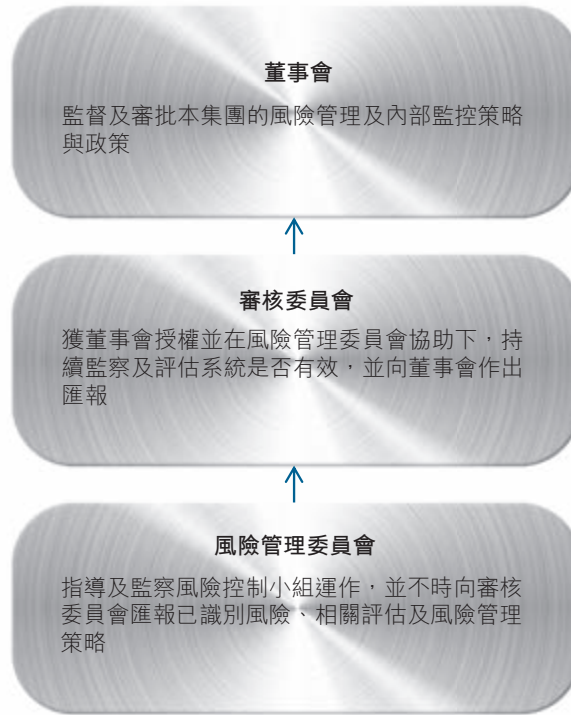 董事會
監督及審批本集團的風險管理及內部監控策略
與政策
審核委員會
獲董事會授權並在風險管理委員會協助下，持
續監察及評估系統是否有效，並向董事會作出
匯報
風險管理委員會
指導及監察風險控制小組運作，並不時向審核
委員會匯報已識別風險、相關評估及風險管理
策略